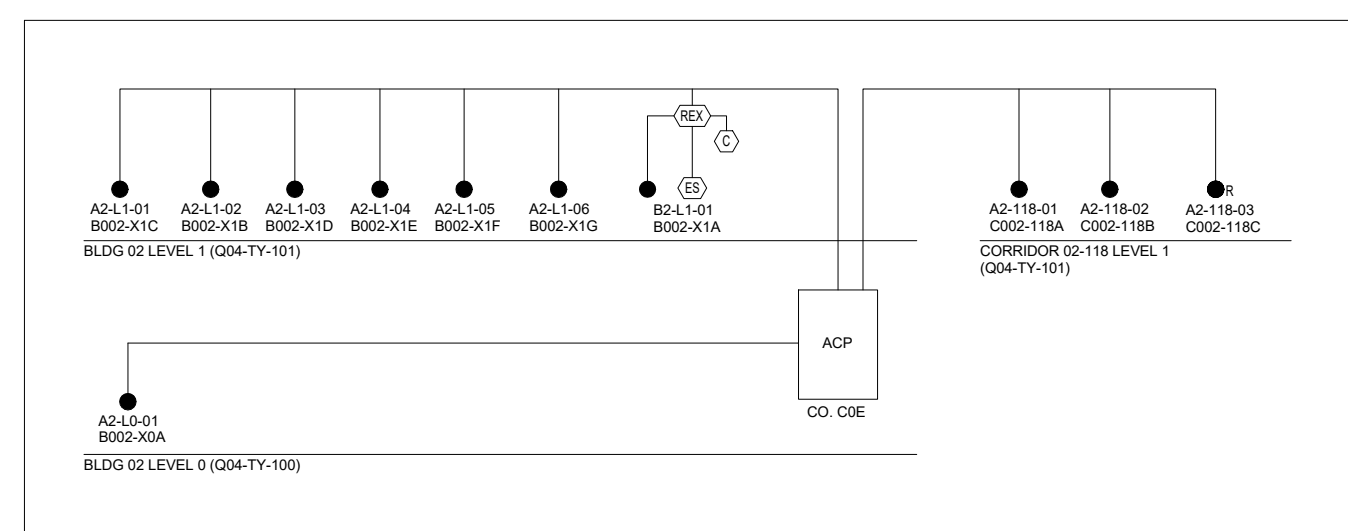 REX
C
ES
R
A2-L1-01
B002-X1C
A2-L1-02
B002-X1B
A2-L1-03
B002-X1D
A2-L1-04
B002-X1E
A2-L1-05
B002-X1F
A2-L1-06
B002-X1G
B2-L1-01
B002-X1A
A2-118-01
C002-118A
A2-118-02
C002-118B
A2-118-03
C002-118C
BLDG 02 LEVEL 1 (Q04-TY-101)
CORRIDOR 02-118 LEVEL 1
(Q04-TY-101)
ACP
CO. C0E
A2-L0-01
B002-X0A
BLDG 02 LEVEL 0 (Q04-TY-100)